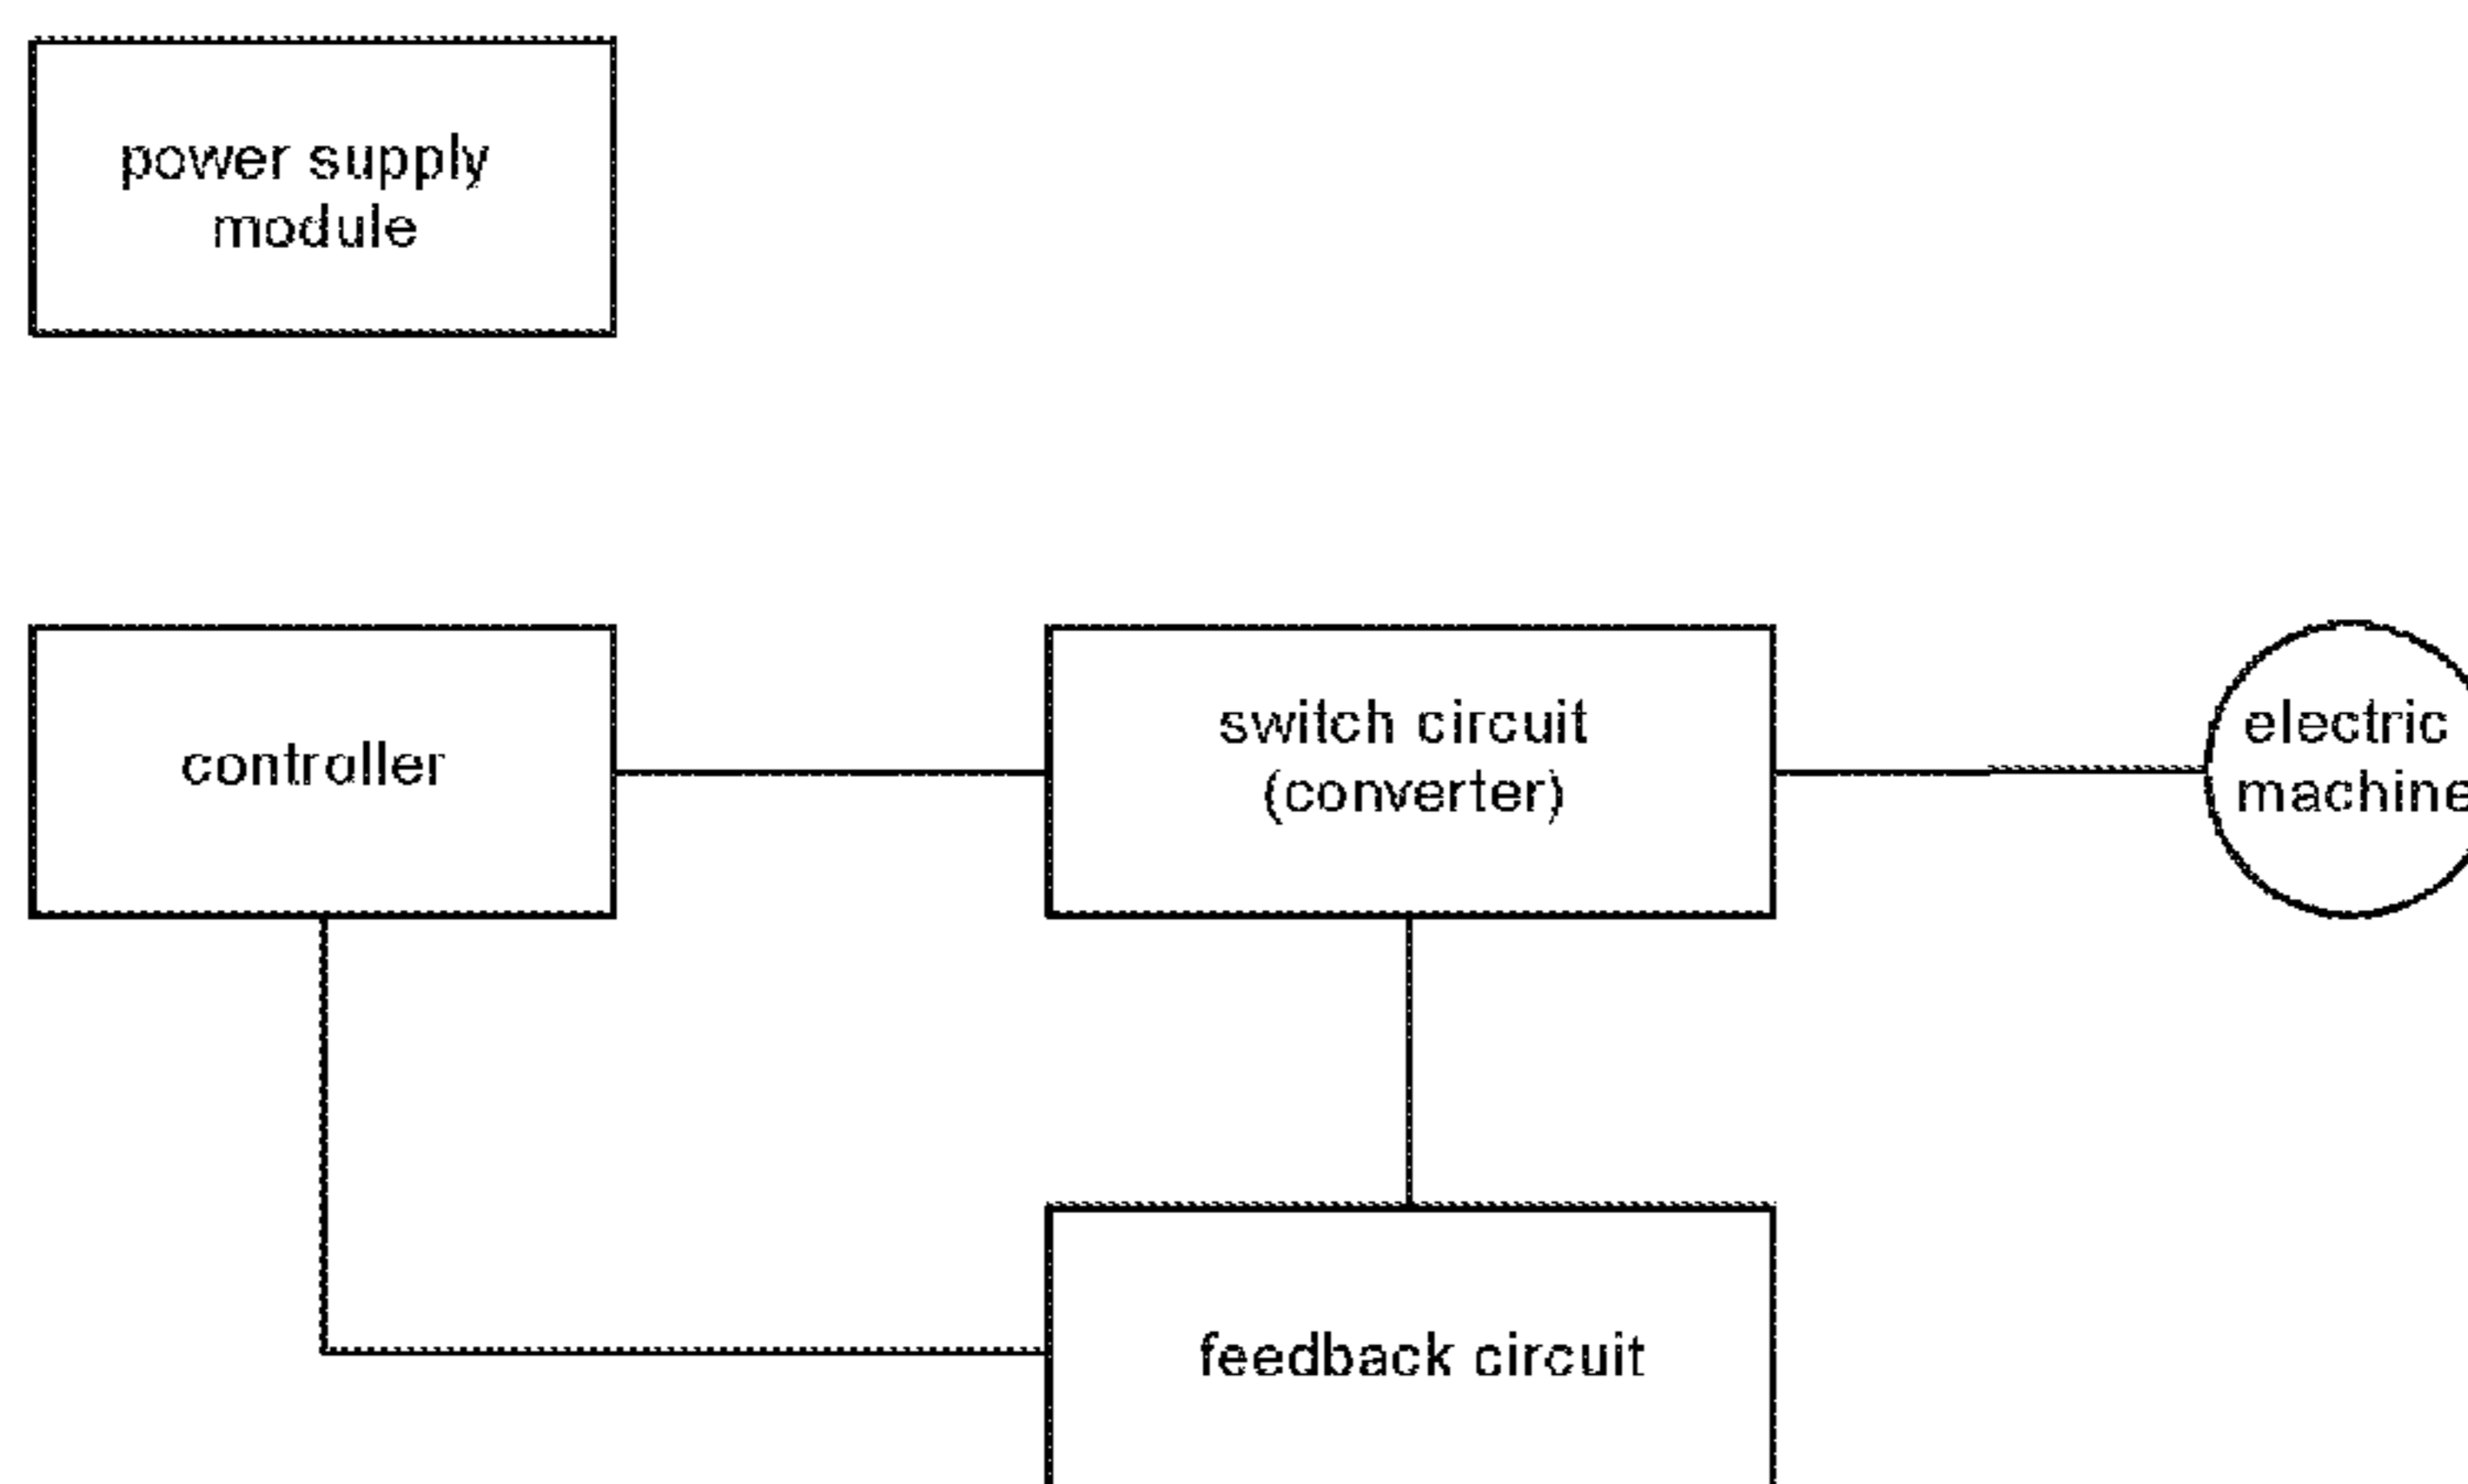 power supply
module
controller
switch circuit
(converter)
electric
machine
feedback circuit